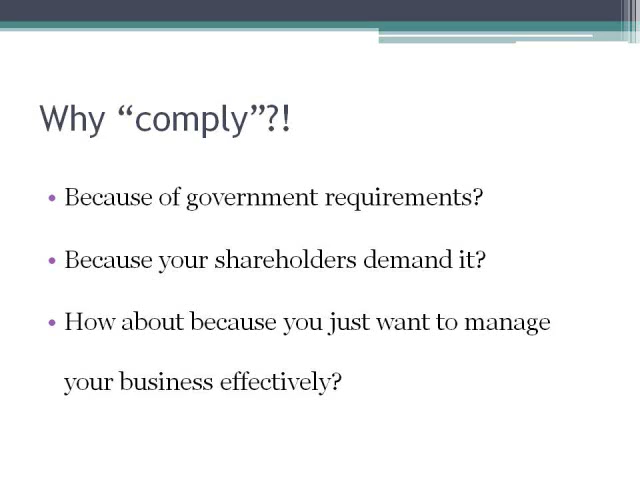 Why “comply”?!
• Because of government requirements?
• Because your shareholders demand it?
• How about because you just want to manage
your business effectively?